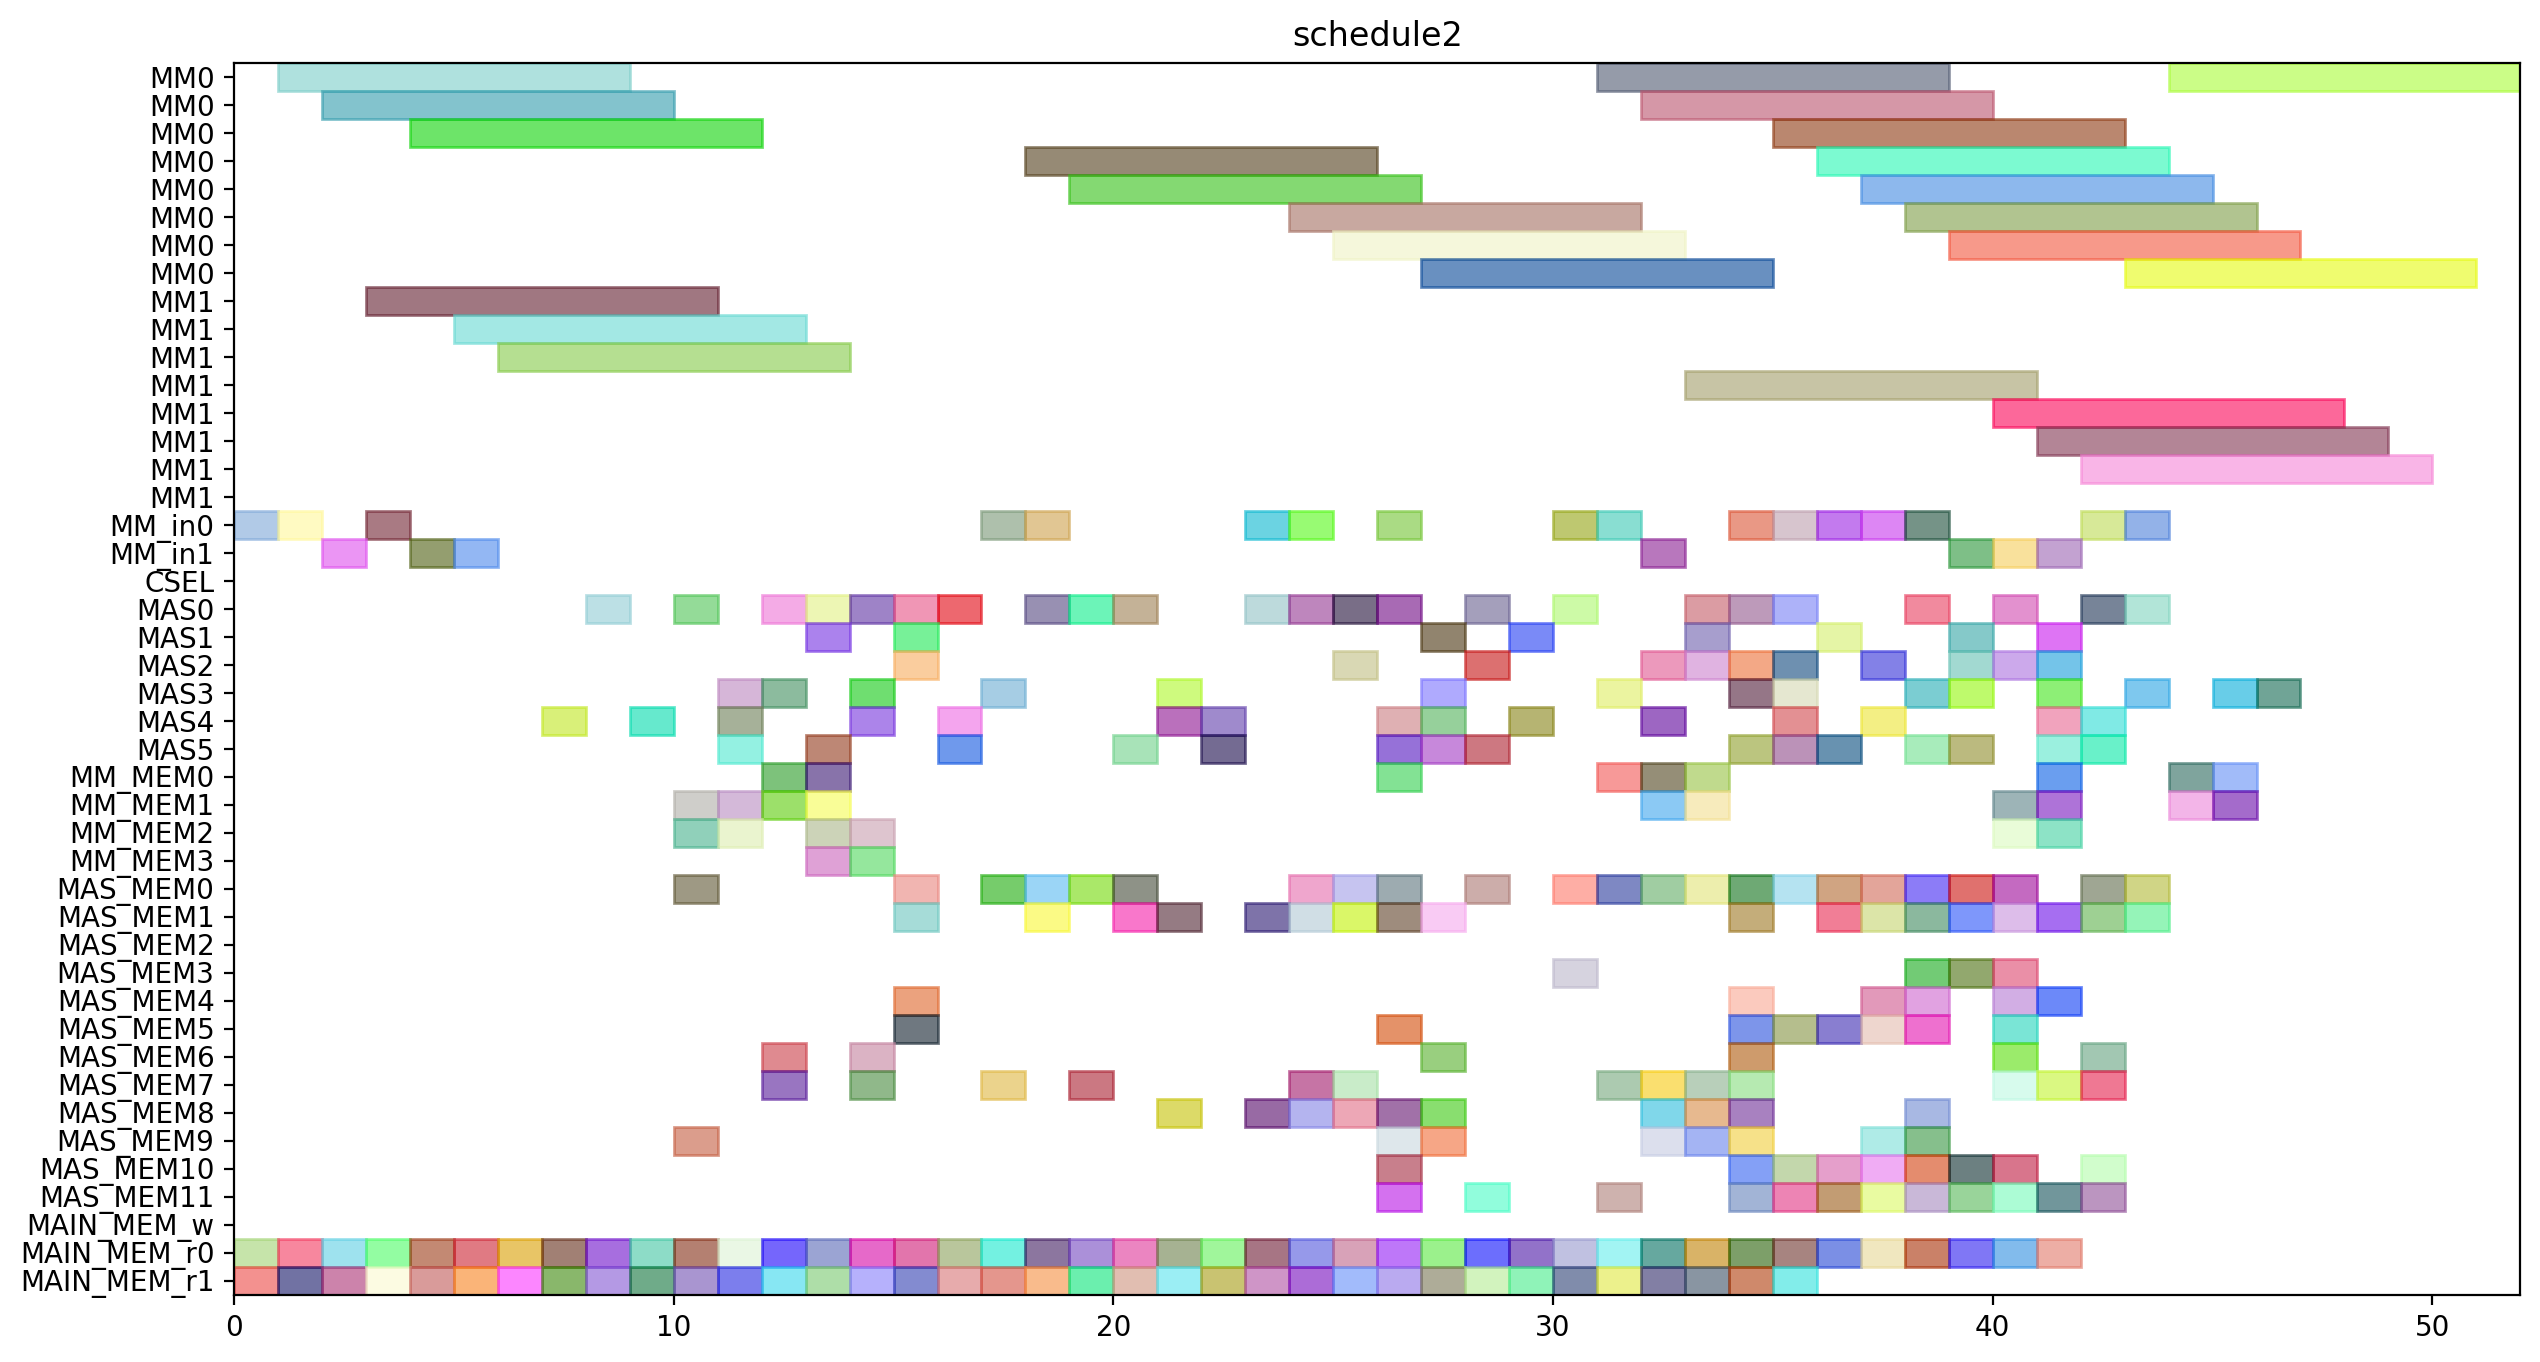 schedule2
MM0
MM0
MM0
MM0
MM0
MM0
MM0
MM0
MM1
MM1
MM1
MM1
MM1
MM1
MM1
MM1
MM_in0
MM_in1
CSEL
MAS0
MAS1
MAS2
MAS3
MAS4
MAS5
MM_MEM0
MM_MEM1
MM_MEM2
MM_MEM3
MAS_MEM0
MAS_MEM1
MAS_MEM2
MAS_MEM3
MAS_MEM4
MAS_MEM5
MAS_MEM6
MAS_MEM7
MAS_MEM8
MAS_MEM9
MAS_MEM10
MAS_MEM11
MAIN_MEM_w
MAIN_MEM_r0
MAIN_MEM_r1
0 10 20 30 40 50